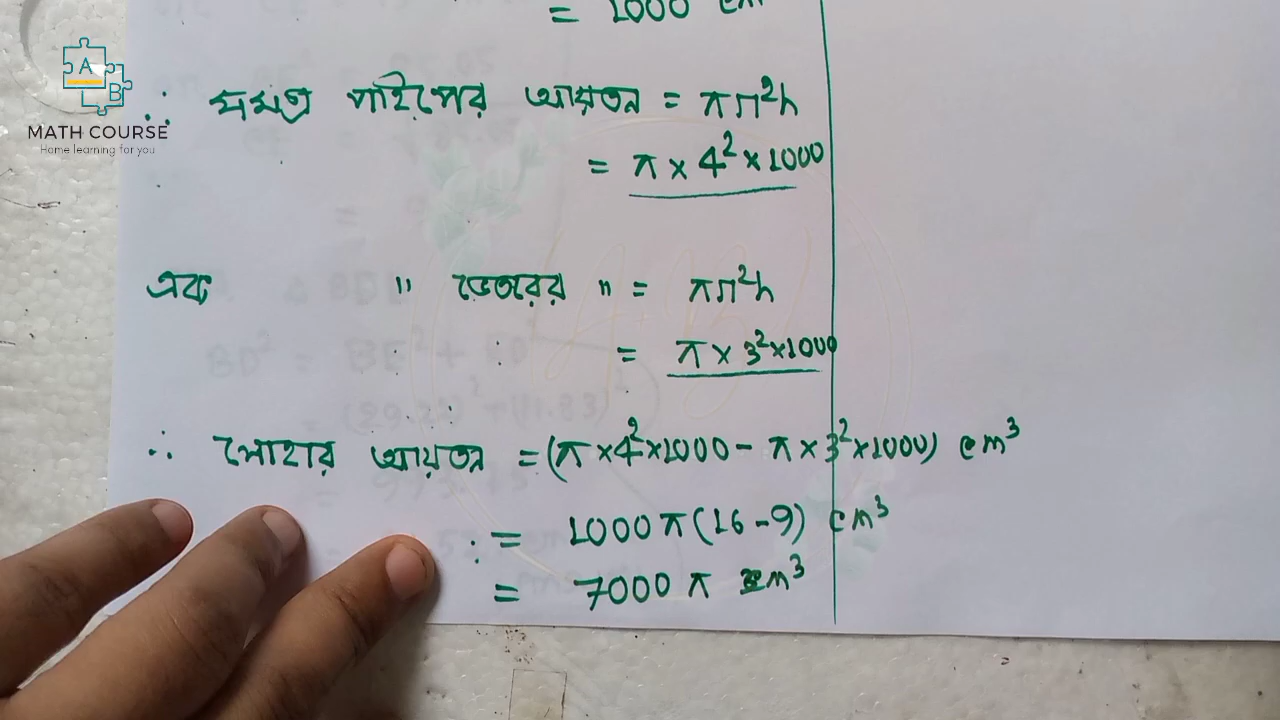 = 1000 cm
A
B
MATH COURSE
Home learning for you
∴ সমগ্র পাইপের আয়তন = πr²h
= π × 4² × 1000
এবং " ভেতরের " = πr²h
= π × 3² × 1000
∴ লোহার আয়তন = (π × 4² × 1000 - π × 3² × 1000) cm³
= 1000π(16 - 9) cm³
= 7000 π cm³